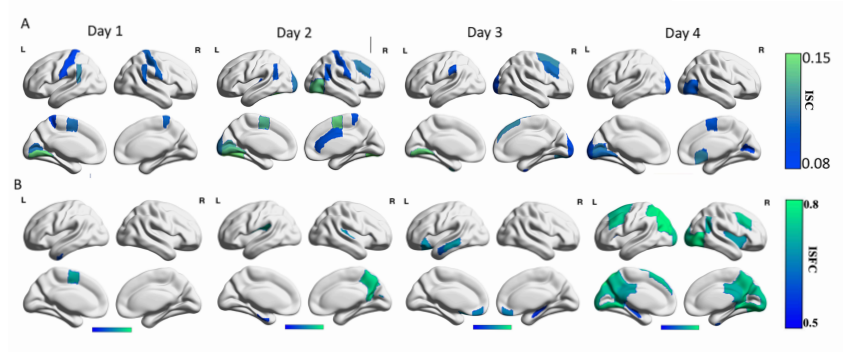 A
Day 1 Day 2 Day 3 Day 4
L R L R L R L R
0.15
ISC
0.08
B
L R L R L R L R
0.8
ISFC
0.5